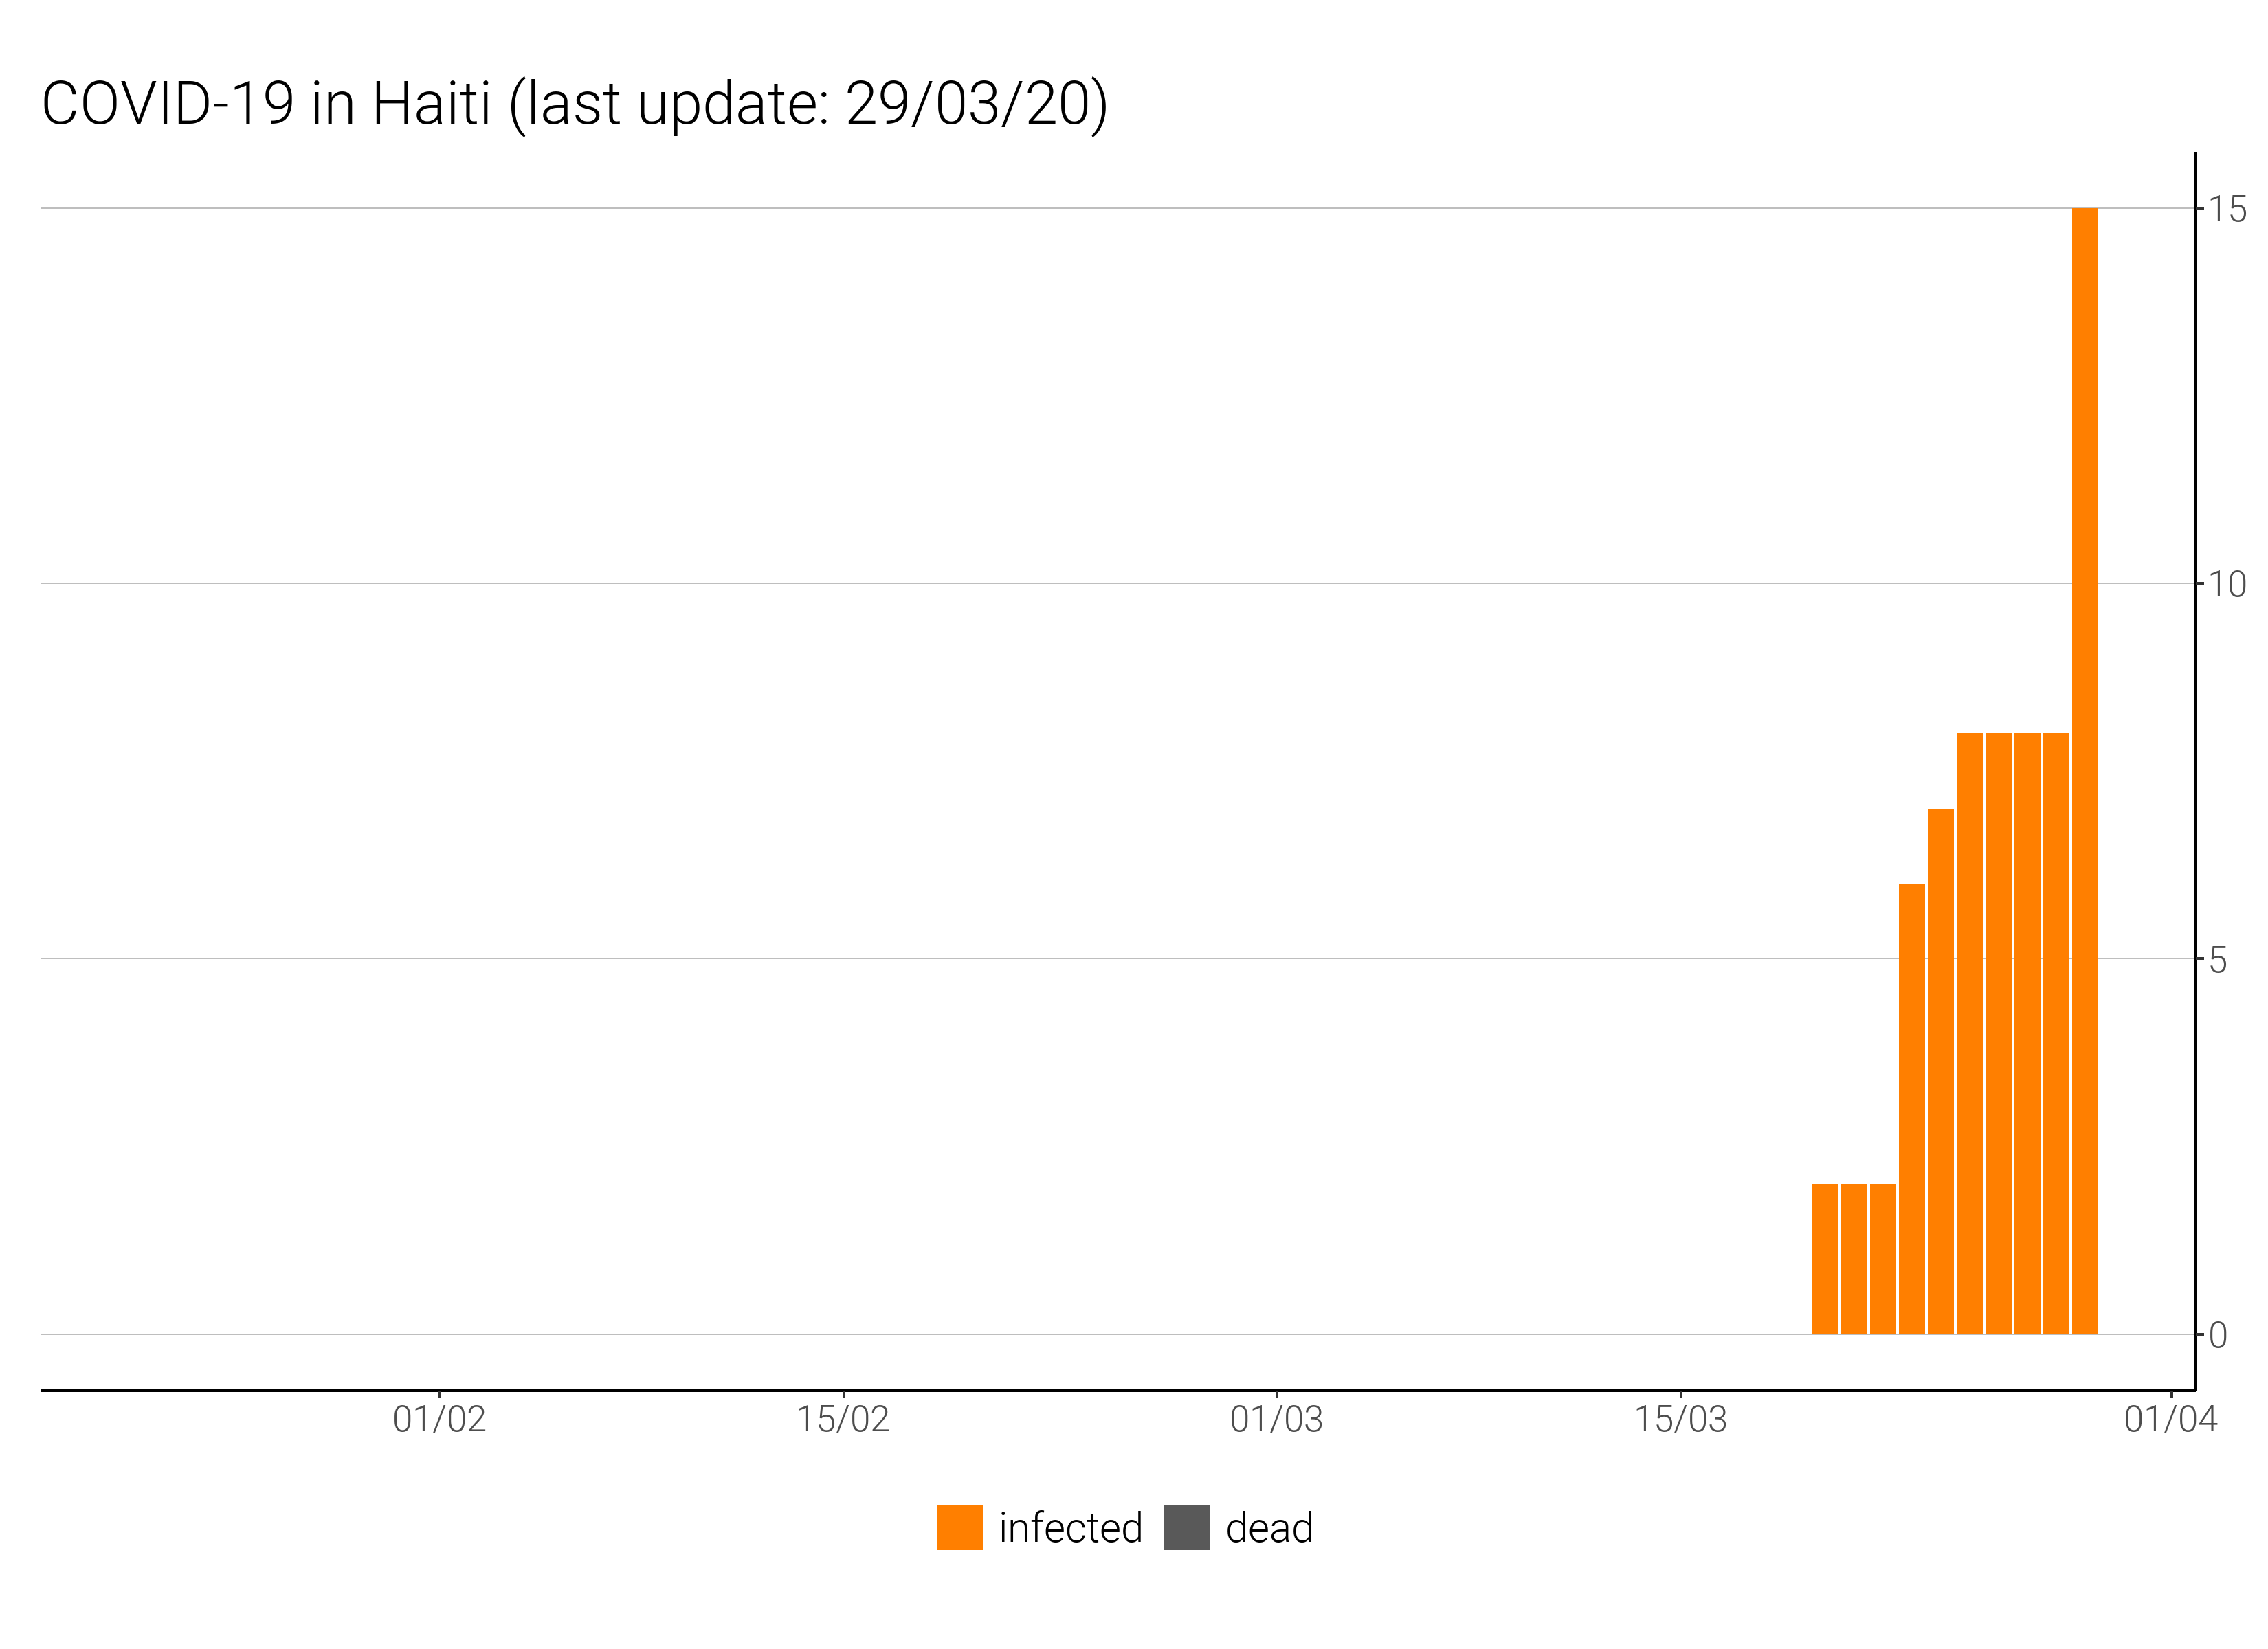 COVID-19 in Haiti (last update: 29/03/20)
15
10
5
0
01/02 15/02 01/03 15/03 01/04
infected dead